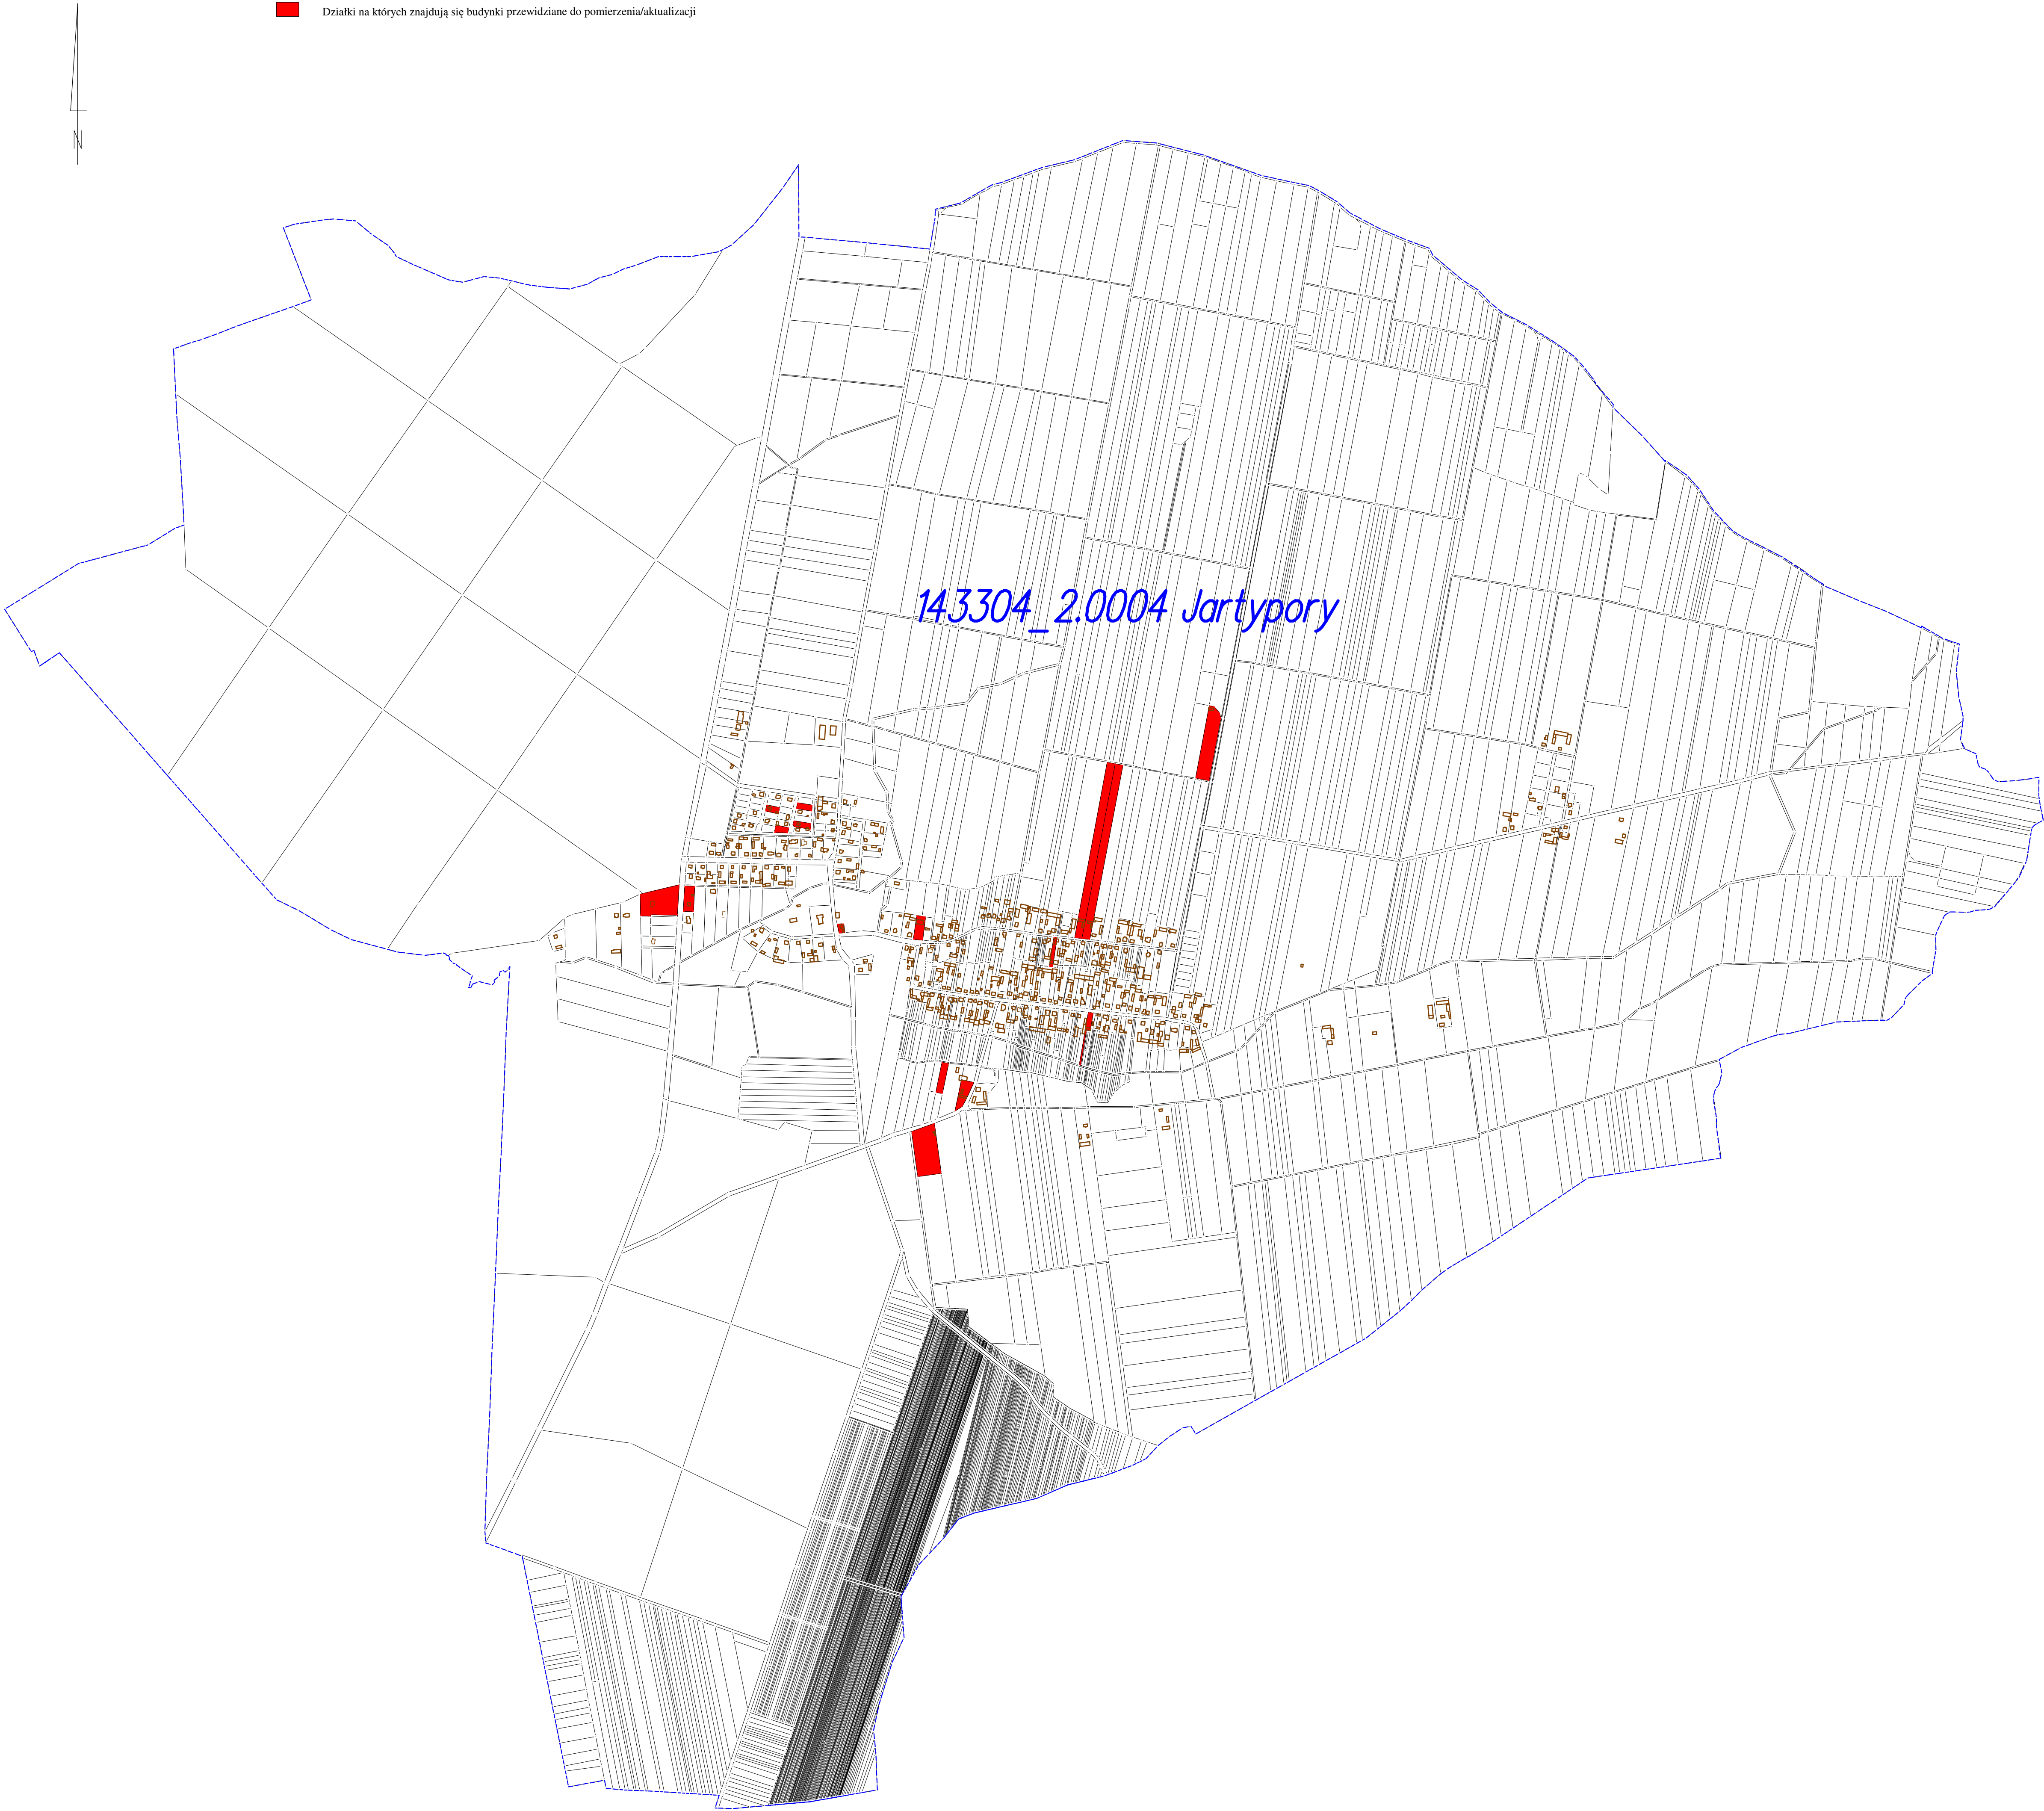 Działki na których znajdują się budynki przewidziane do pomierzenia/aktualizacji
N
143304_2.0004 Jartypory